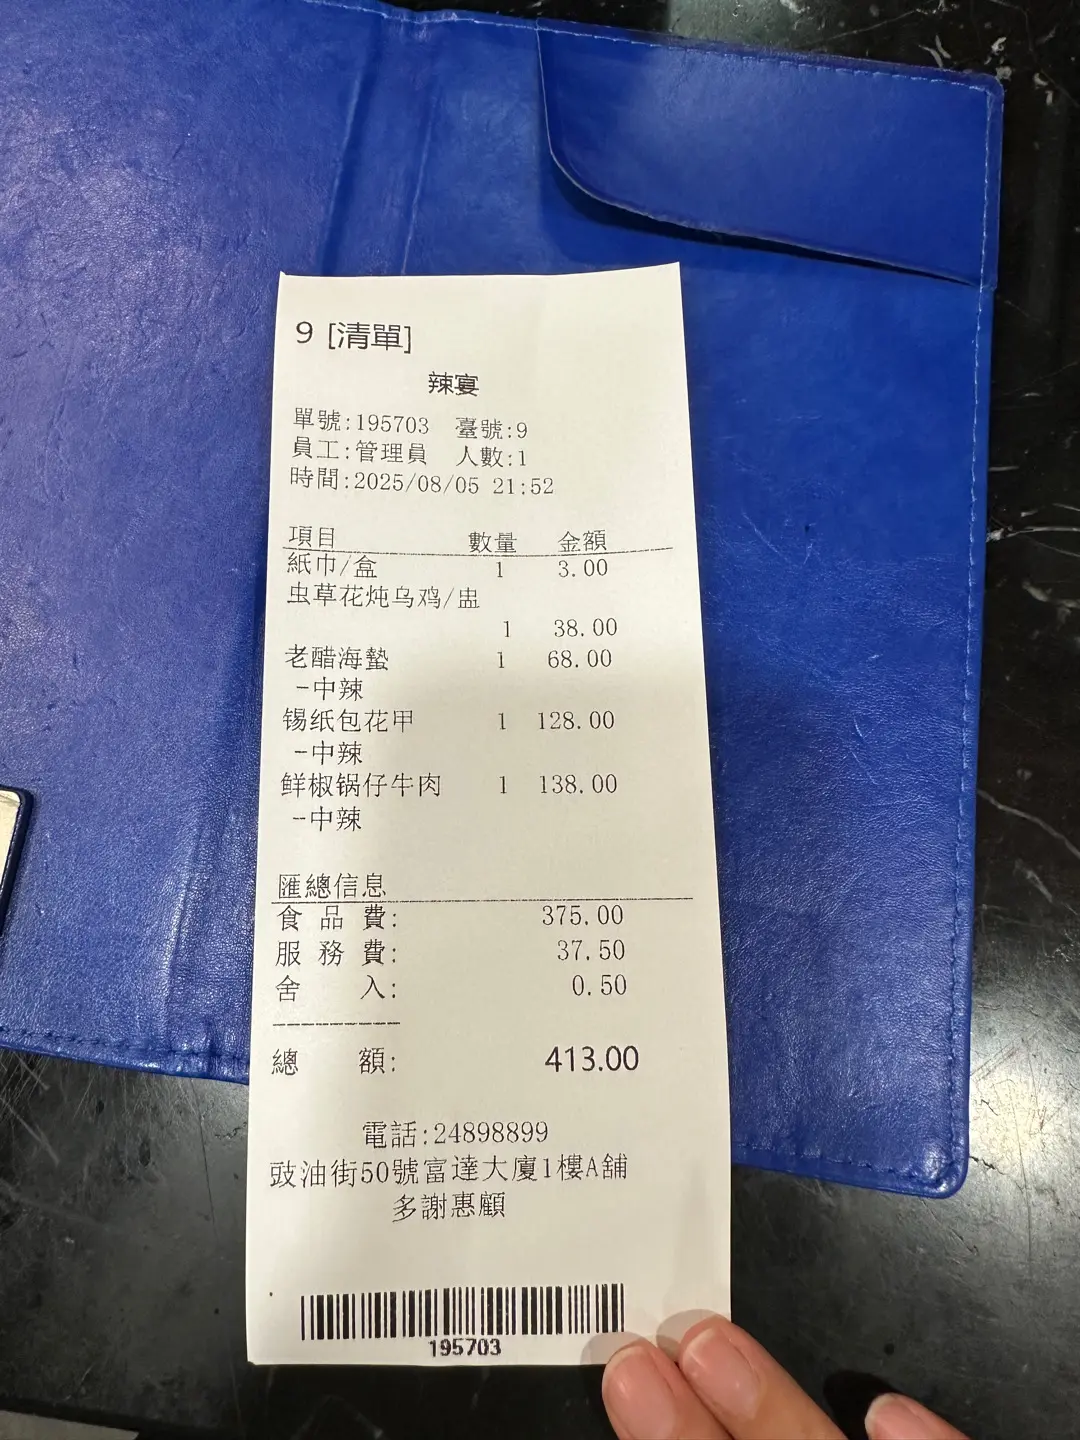 9 [清單]
辣宴
單號:195703 臺號:9
員工:管理員 人數:1
時間:2025/08/05 21:52
項目 數量 金額
紙巾/盒 1 3.00
虫草花炖乌鸡/盅
1 38.00
老醋海蟄 1 68.00
-中辣
锡纸包花甲 1 128.00
-中辣
鲜椒锅仔牛肉 1 138.00
-中辣
匯總信息
食品費: 375.00
服務費: 37.50
舍入: 0.50
總額: 413.00
電話:24898899
豉油街50號富達大廈1樓A舖
多謝惠顧
195703